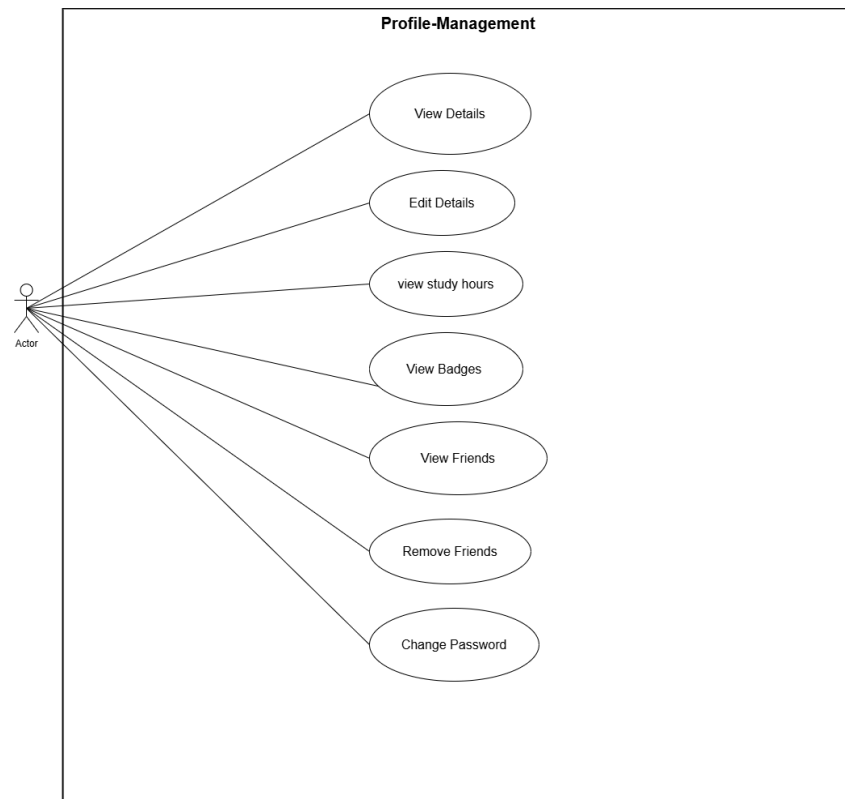 Profile-Management
View Details
Edit Details
view study hours
Actor
View Badges
View Friends
Remove Friends
Change Password